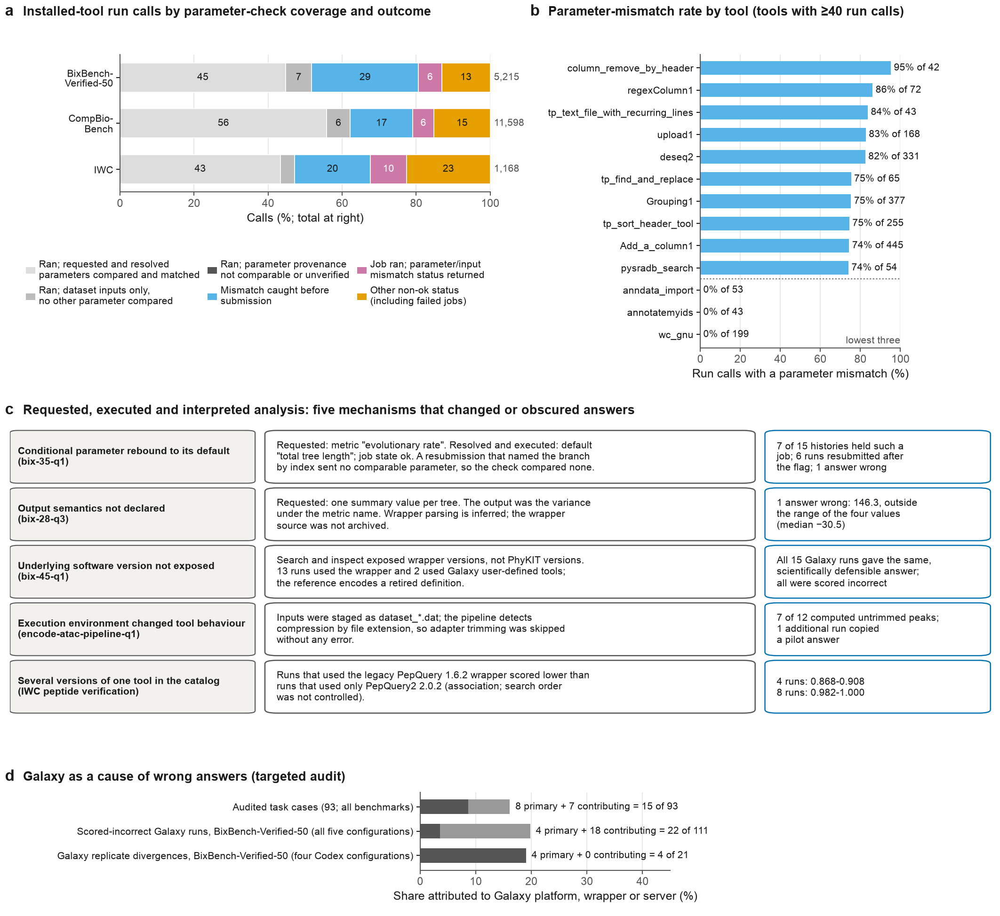 a Installed-tool run calls by parameter-check coverage and outcome
BixBench-
Verified-50
45
7
29
6
13
5,215
CompBio-
Bench
56
6
17
6
15
11,598
IWC
43
20
10
23
1,168
0
20
40
60
80
100
Calls (%; total at right)
Ran; requested and resolved
parameters compared and matched
Ran; dataset inputs only,
no other parameter compared
Ran; parameter provenance
not comparable or unverified
Mismatch caught before
submission
Job ran; parameter/input
mismatch status returned
Other non-ok status
(including failed jobs)
b Parameter-mismatch rate by tool (tools with ≥40 run calls)
column_remove_by_header
95% of 42
regexColumn1
86% of 72
tp_text_file_with_recurring_lines
84% of 43
upload1
83% of 168
deseq2
82% of 331
tp_find_and_replace
75% of 65
Grouping1
75% of 377
tp_sort_header_tool
75% of 255
Add_a_column1
74% of 445
pysradb_search
74% of 54
anndata_import
0% of 53
annotatemyids
0% of 43
wc_gnu
0% of 199
lowest three
0
20
40
60
80
100
Run calls with a parameter mismatch (%)
c Requested, executed and interpreted analysis: five mechanisms that changed or obscured answers
Conditional parameter rebound to its default
(bix-35-q1)
Requested: metric "evolutionary rate". Resolved and executed: default
"total tree length"; job state ok. A resubmission that named the branch
by index sent no comparable parameter, so the check compared none.
7 of 15 histories held such a
job; 6 runs resubmitted after
the flag; 1 answer wrong
Output semantics not declared
(bix-28-q3)
Requested: one summary value per tree. The output was the variance
under the metric name. Wrapper parsing is inferred; the wrapper
source was not archived.
1 answer wrong: 146.3, outside
the range of the four values
(median −30.5)
Underlying software version not exposed
(bix-45-q1)
Search and inspect exposed wrapper versions, not PhyKIT versions.
13 runs used the wrapper and 2 used Galaxy user-defined tools;
the reference encodes a retired definition.
All 15 Galaxy runs gave the same,
scientifically defensible answer;
all were scored incorrect
Execution environment changed tool behaviour
(encode-atac-pipeline-q1)
Inputs were staged as dataset_*.dat; the pipeline detects
compression by file extension, so adapter trimming was skipped
without any error.
7 of 12 computed untrimmed peaks;
1 additional run copied
a pilot answer
Several versions of one tool in the catalog
(IWC peptide verification)
Runs that used the legacy PepQuery 1.6.2 wrapper scored lower than
runs that used only PepQuery2 2.0.2 (association; search order
was not controlled).
4 runs: 0.868-0.908
8 runs: 0.982-1.000
d Galaxy as a cause of wrong answers (targeted audit)
Audited task cases (93; all benchmarks)
8 primary + 7 contributing = 15 of 93
Scored-incorrect Galaxy runs, BixBench-Verified-50 (all five configurations)
4 primary + 18 contributing = 22 of 111
Galaxy replicate divergences, BixBench-Verified-50 (four Codex configurations)
4 primary + 0 contributing = 4 of 21
0
10
20
30
40
Share attributed to Galaxy platform, wrapper or server (%)